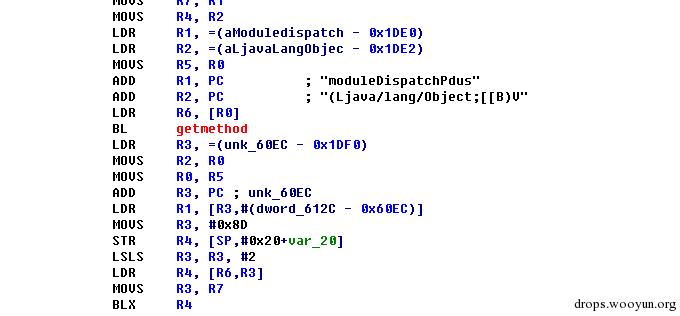 MOVS R7, R1
MOVS R4, R2
LDR R1, =(aModuledispatch - 0x1DE0)
LDR R2, =(aLjavaLangObjec - 0x1DE2)
MOVS R5, R0
ADD R1, PC ; "moduleDispatchPdus"
ADD R2, PC ; "(Ljava/lang/Object;[[B)V"
LDR R6, [R0]
BL getmethod
LDR R3, =(unk_60EC - 0x1DF0)
MOVS R2, R0
MOVS R0, R5
ADD R3, PC ; unk_60EC
LDR R1, [R3,#(dword_612C - 0x60EC)]
MOVS R3, #0x8D
STR R4, [SP,#0x20+var_20]
LSLS R3, R3, #2
LDR R4, [R6,R3]
MOVS R3, R7
BLX R4
drops.wooyun.org